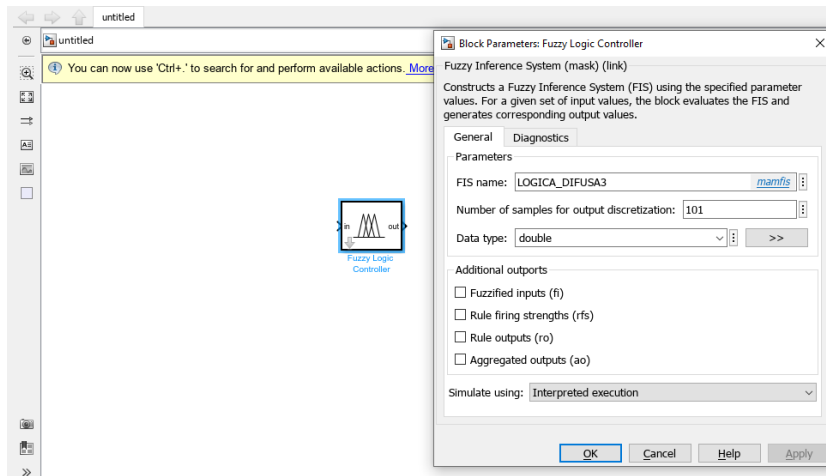 untitled
untitled
You can now use 'Ctrl+.' to search for and perform available actions. More
in
out
Fuzzy Logic
Controller
Block Parameters: Fuzzy Logic Controller
Fuzzy Inference System (mask) (link)
Constructs a Fuzzy Inference System (FIS) using the specified parameter
values. For a given set of input values, the block evaluates the FIS and
generates corresponding output values.
General Diagnostics
Parameters
FIS name: LOGICA_DIFUSA3 mamfis
Number of samples for output discretization: 101
Data type: double >>
Additional outports
Fuzzified inputs (fi)
Rule firing strengths (rfs)
Rule outputs (ro)
Aggregated outputs (ao)
Simulate using: Interpreted execution
OK Cancel Help Apply